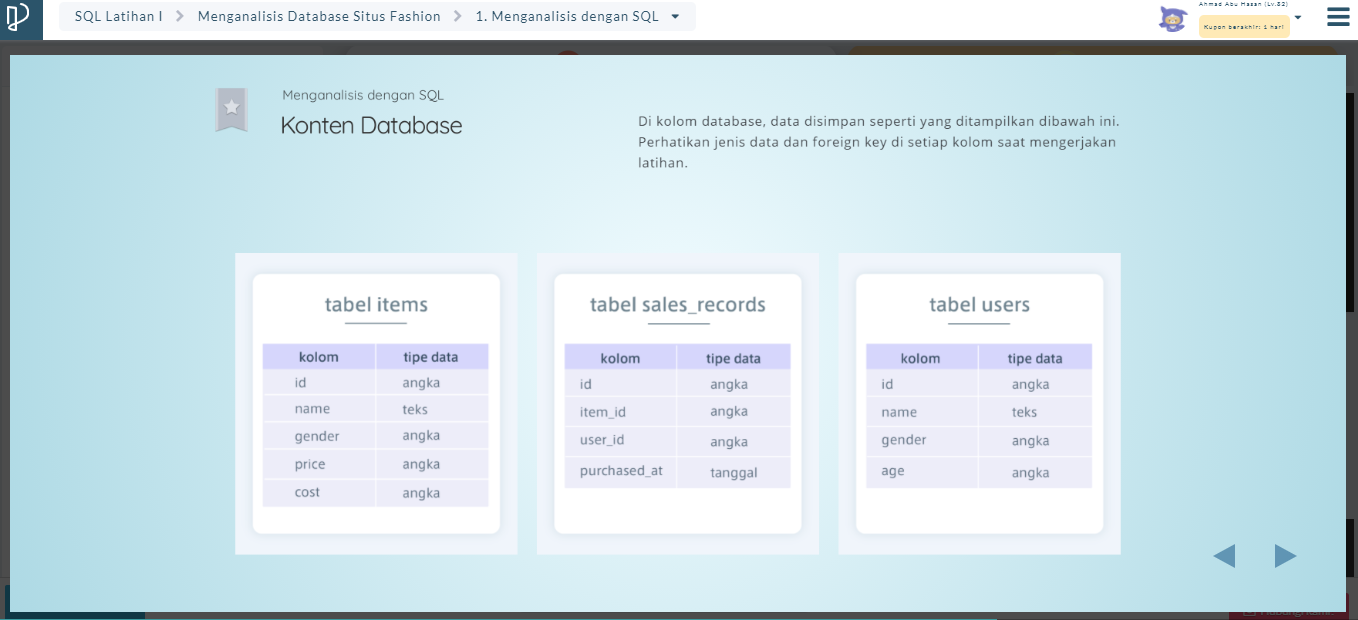 SQL Latihan I
Menganalisis Database Situs Fashion
1. Menganalisis dengan SQL
Ahmad Abu Hasan (Lv.82)
Kupon berakhir: 1 hari
Menganalisis dengan SQL
Konten Database
Di kolom database, data disimpan seperti yang ditampilkan dibawah ini.
Perhatikan jenis data dan foreign key di setiap kolom saat mengerjakan
latihan.
tabel items
kolom tipe data
id angka
name teks
gender angka
price angka
cost angka
tabel sales_records
kolom tipe data
id angka
item_id angka
user_id angka
purchased_at tanggal
tabel users
kolom tipe data
id angka
name teks
gender angka
age angka